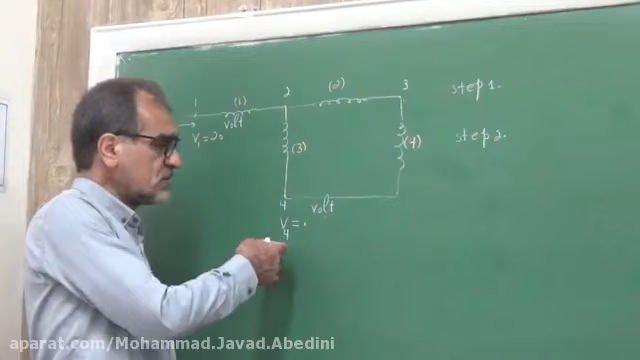 1 (1) 2 (2) 3 step 1.
V1 = 20 volt
(3) (4) step 2.
4 volt
V4 = 0
aparat.com/Mohammad.Javad.Abedini